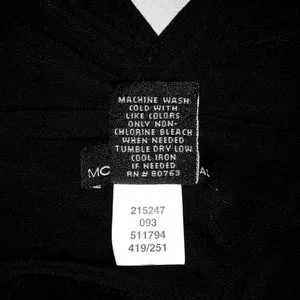 MACHINE WASH
COLD WITH
LIKE COLORS
ONLY NON-
CHLORINE BLEACH
WHEN NEEDED
TUMBLE DRY LOW
COOL IRON
IF NEEDED
RN# 80763
MC
215247
093
511794
419/251